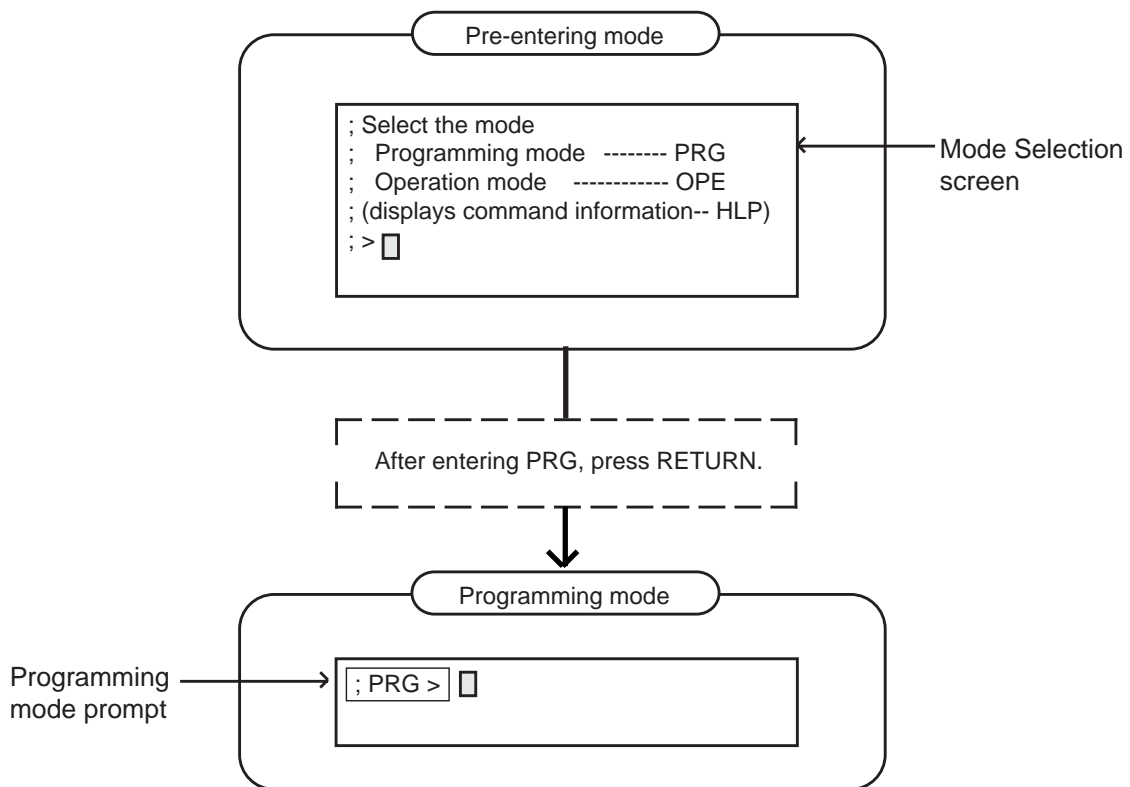 Pre-entering mode
; Select the mode
; Programming mode -------- PRG
; Operation mode ------------- OPE
; (displays command information-- HLP)
; >
Mode Selection
screen
After entering PRG, press RETURN.
Programming mode
Programming
mode prompt
; PRG >